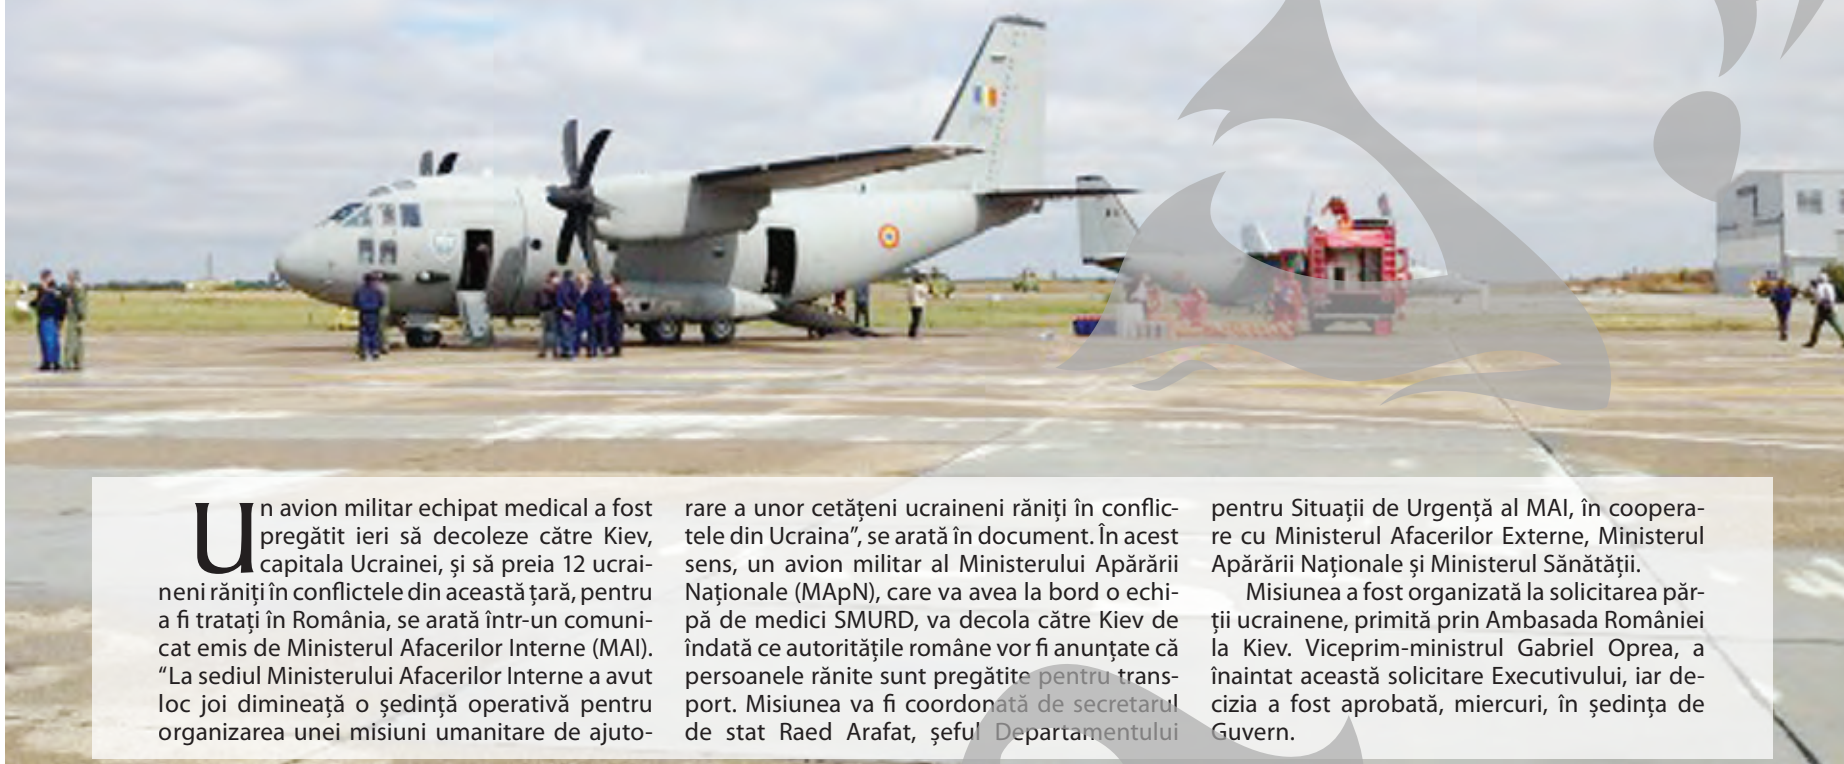 Un avion militar echipat medical a fost
pregătit ieri să decoleze către Kiev,
capitala Ucrainei, și să preia 12 ucrai-
neni răniți în conflictele din această țară, pentru
a fi tratați în România, se arată într-un comuni-
cat emis de Ministerul Afacerilor Interne (MAI).
“La sediul Ministerului Afacerilor Interne a avut
loc joi dimineață o ședință operativă pentru
organizarea unei misiuni umanitare de ajuto-
rare a unor cetățeni ucraineni răniți în conflic-
tele din Ucraina”, se arată în document. În acest
sens, un avion militar al Ministerului Apărării
Naționale (MApN), care va avea la bord o echi-
pă de medici SMURD, va decola către Kiev de
îndată ce autoritățile române vor fi anunțate că
persoanele rănite sunt pregătite pentru trans-
port. Misiunea va fi coordonată de secretarul
de stat Raed Arafat, șeful Departamentului
pentru Situații de Urgență al MAI, în coopera-
re cu Ministerul Afacerilor Externe, Ministerul
Apărării Naționale și Ministerul Sănătății.
Misiunea a fost organizată la solicitarea păr-
ții ucrainene, primită prin Ambasada României
la Kiev. Viceprim-ministrul Gabriel Oprea, a
înaintat această solicitare Executivului, iar de-
cizia a fost aprobată, miercuri, în ședința de
Guvern.